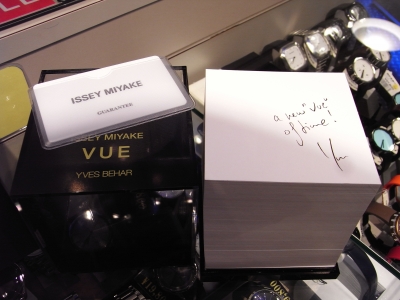 ISSEY MIYAKE
GUARANTEE
ISSEY MIYAKE
VUE
YVES BEHAR
a new "VUE"
of time!